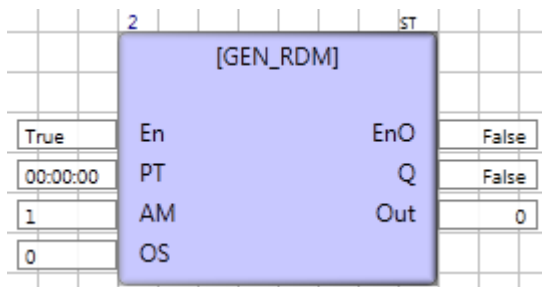 2 ST
[GEN_RDM]
True En EnO False
00:00:00 PT Q False
1 AM Out 0
0 OS